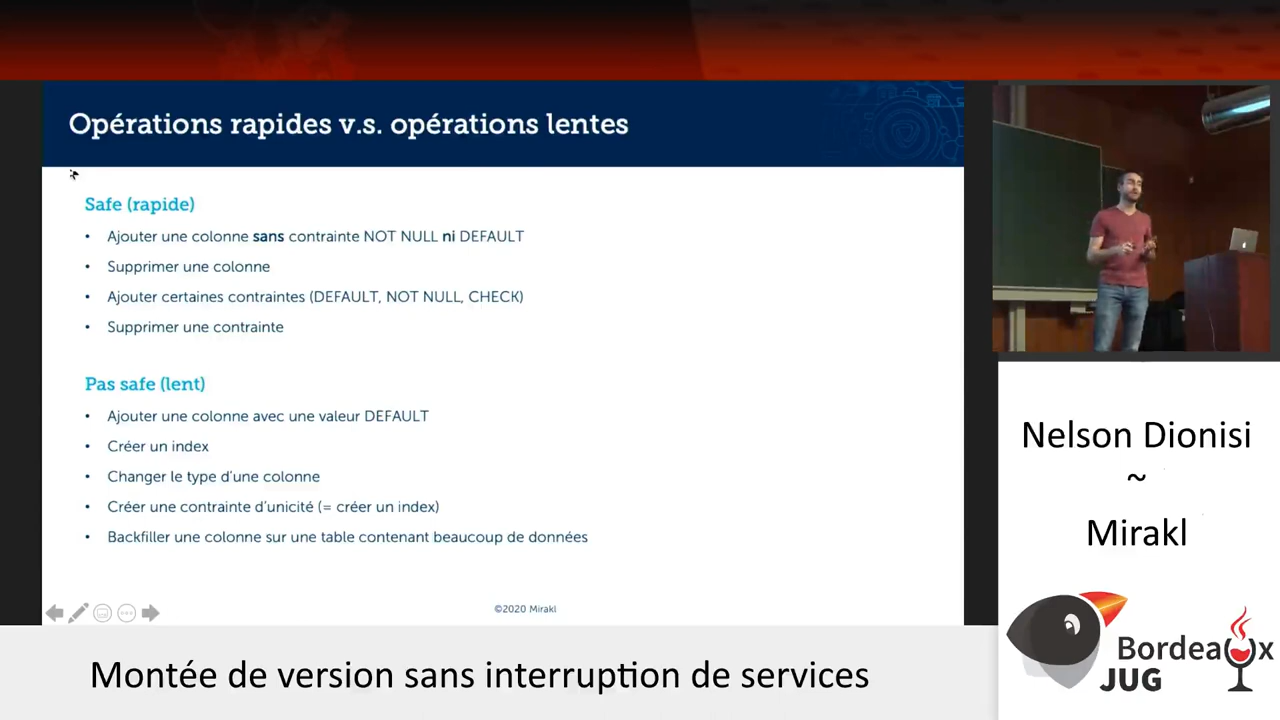 Opérations rapides v.s. opérations lentes
Safe (rapide)
• Ajouter une colonne sans contrainte NOT NULL ni DEFAULT
• Supprimer une colonne
• Ajouter certaines contraintes (DEFAULT, NOT NULL, CHECK)
• Supprimer une contrainte
Pas safe (lent)
• Ajouter une colonne avec une valeur DEFAULT
• Créer un index
• Changer le type d'une colonne
• Créer une contrainte d'unicité (= créer un index)
• Backfiller une colonne sur une table contenant beaucoup de données
©2020 Mirakl
Nelson Dionisi
~
Mirakl
Bordeaux
JUG
Montée de version sans interruption de services